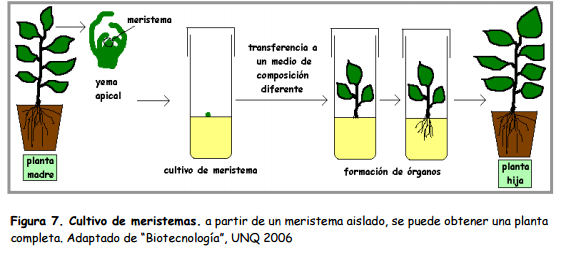 meristema
yema
apical
transferencia a
un medio de
composición
diferente
planta
madre
cultivo de meristema
formación de órganos
planta
hija
Figura 7. Cultivo de meristemas. a partir de un meristema aislado, se puede obtener una planta
completa. Adaptado de “Biotecnología”, UNQ 2006